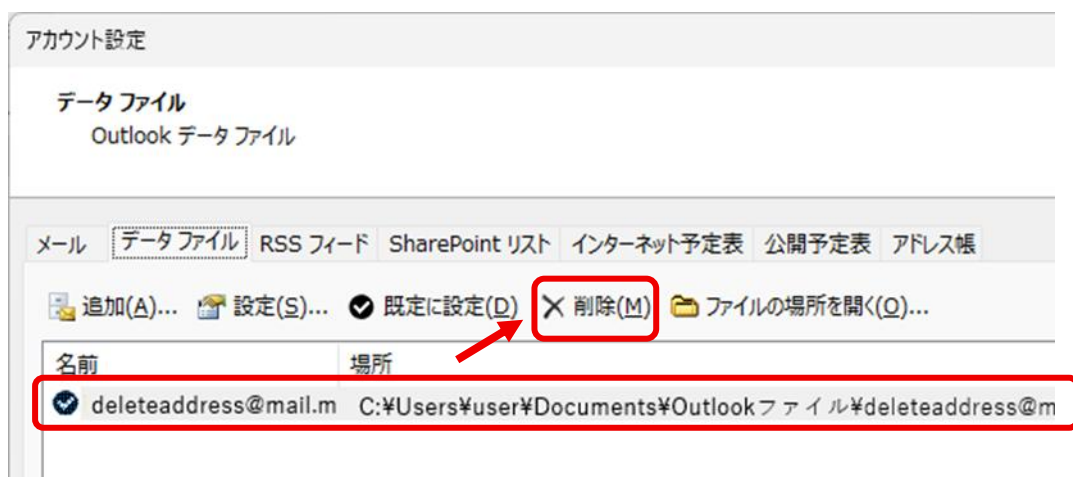 アカウント設定
データ ファイル
Outlook データ ファイル
メール データ ファイル RSS フィード SharePoint リスト インターネット予定表 公開予定表 アドレス帳
追加(A)... 設定(S)... 既定に設定(D) 削除(M) ファイルの場所を開く(O)...
名前 場所
deleteaddress@mail.m C:¥Users¥user¥Documents¥Outlookファイル¥deleteaddress@m